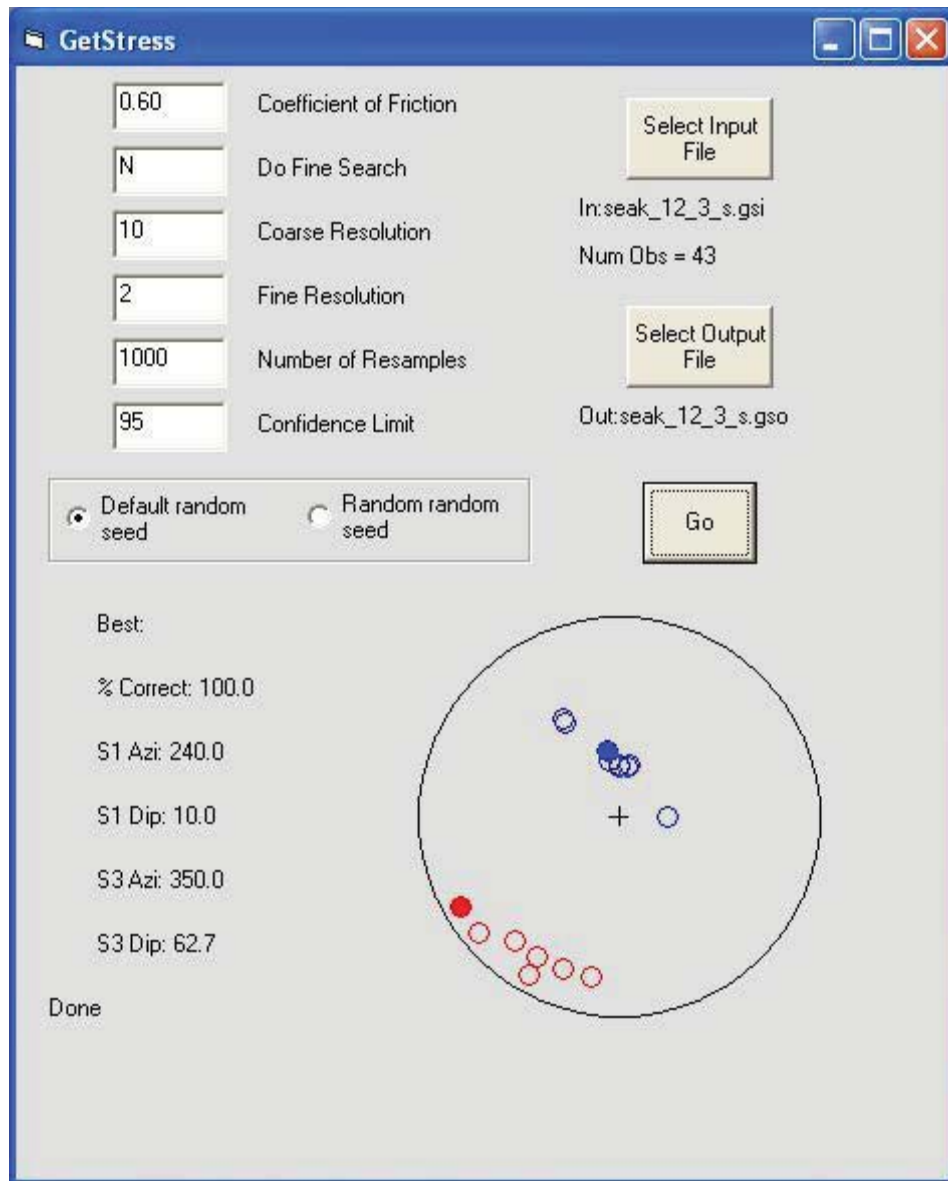 GetStress
0.60
Coefficient of Friction
N
Do Fine Search
10
Coarse Resolution
2
Fine Resolution
1000
Number of Resamples
95
Confidence Limit
Select Input
File
In:seak_12_3_s.gsi
Num Obs = 43
Select Output
File
Out:seak_12_3_s.gso
Default random
seed
Random random
seed
Go
Best:
% Correct: 100.0
S1 Azi: 240.0
S1 Dip: 10.0
S3 Azi: 350.0
S3 Dip: 62.7
Done